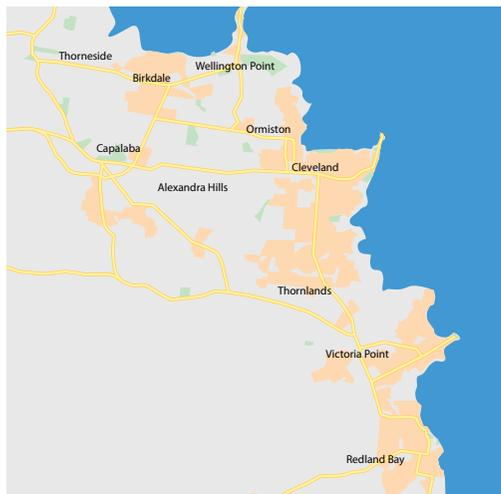 Thorneside
Wellington Point
Birkdale
Ormiston
Capalaba
Cleveland
Alexandra Hills
Thornlands
Victoria Point
Redland Bay